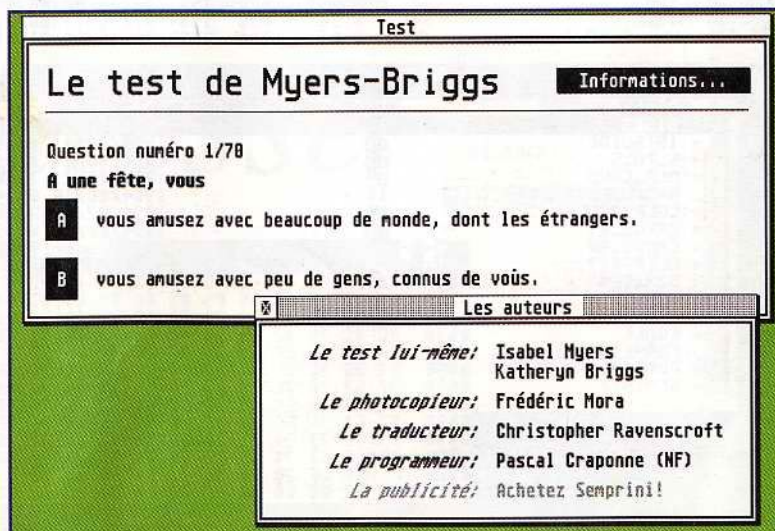 Test
Le test de Myers-Briggs
Informations...
Question numéro 1/70
A une fête, vous
A vous amusez avec beaucoup de monde, dont les étrangers.
B vous amusez avec peu de gens, connus de vous.
Les auteurs
Le test lui-même: Isabel Myers
Katheryn Briggs
Le photocopieur: Frédéric Mora
Le traducteur: Christopher Ravenscroft
Le programmeur: Pascal Craponne (NF)
La publicité: Achetez Semprini!